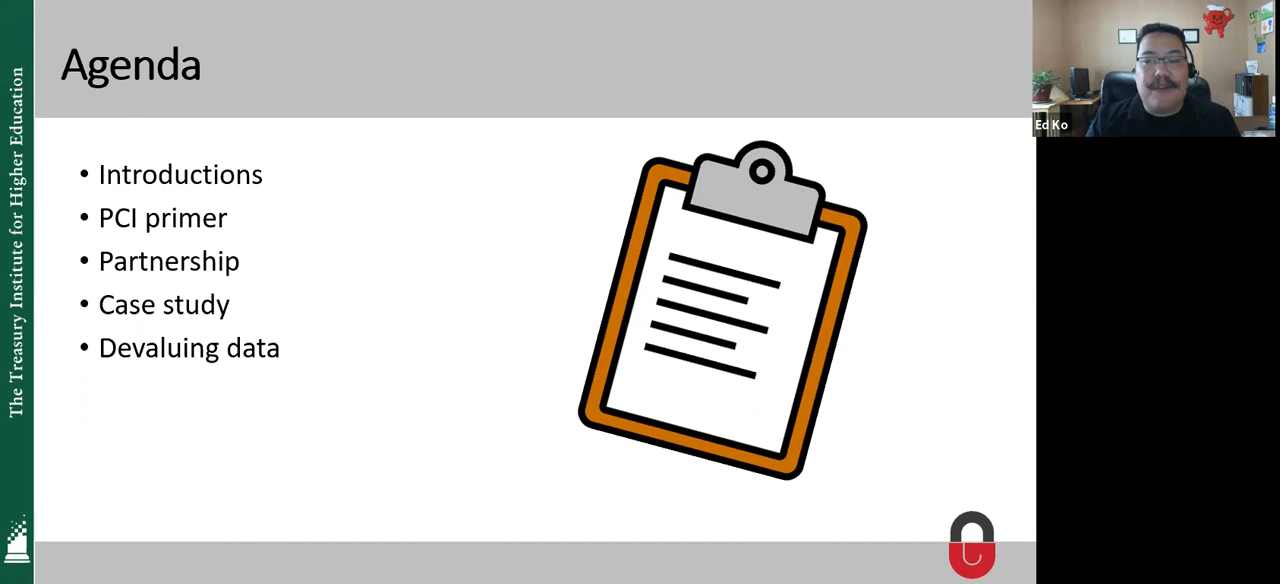 Agenda
Ed Ko
• Introductions
• PCI primer
• Partnership
• Case study
• Devaluing data
The Treasury Institute for Higher Education